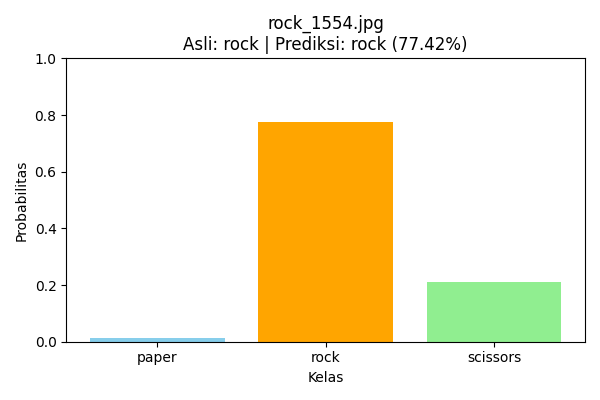 rock_1554.jpg
Asli: rock | Prediksi: rock (77.42%)
1.0
0.8
0.6
0.4
0.2
0.0
Probabilitas
paper
rock
scissors
Kelas